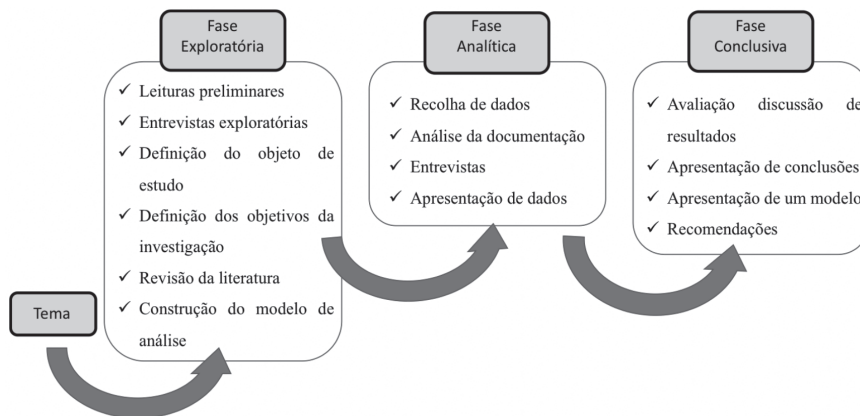 Tema
Fase
Exploratória
✓ Leituras preliminares
✓ Entrevistas exploratórias
✓ Definição do objeto de
estudo
✓ Definição dos objetivos da
investigação
✓ Revisão da literatura
✓ Construção do modelo de
análise
Fase
Analítica
✓ Recolha de dados
✓ Análise da documentação
✓ Entrevistas
✓ Apresentação de dados
Fase
Conclusiva
✓ Avaliação discussão de
resultados
✓ Apresentação de conclusões
✓ Apresentação de um modelo
✓ Recomendações